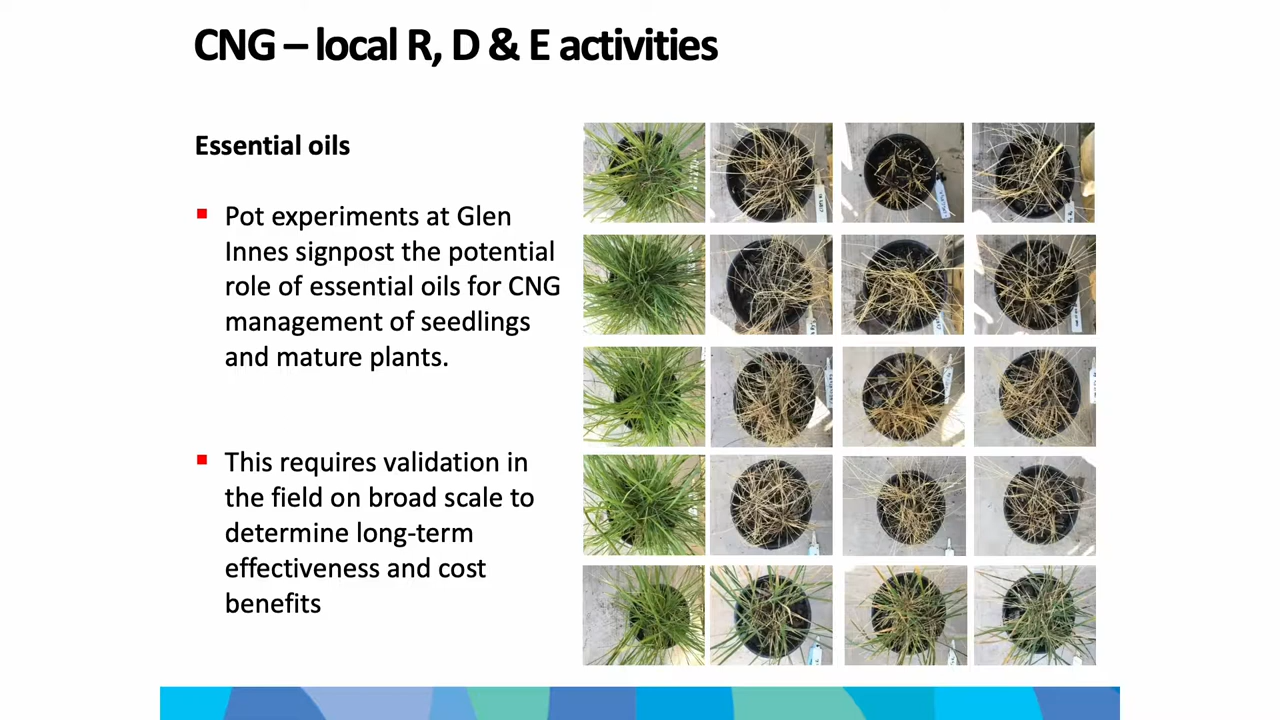 CNG – local R, D & E activities
Essential oils
Pot experiments at Glen
Innes signpost the potential
role of essential oils for CNG
management of seedlings
and mature plants.
This requires validation in
the field on broad scale to
determine long-term
effectiveness and cost
benefits